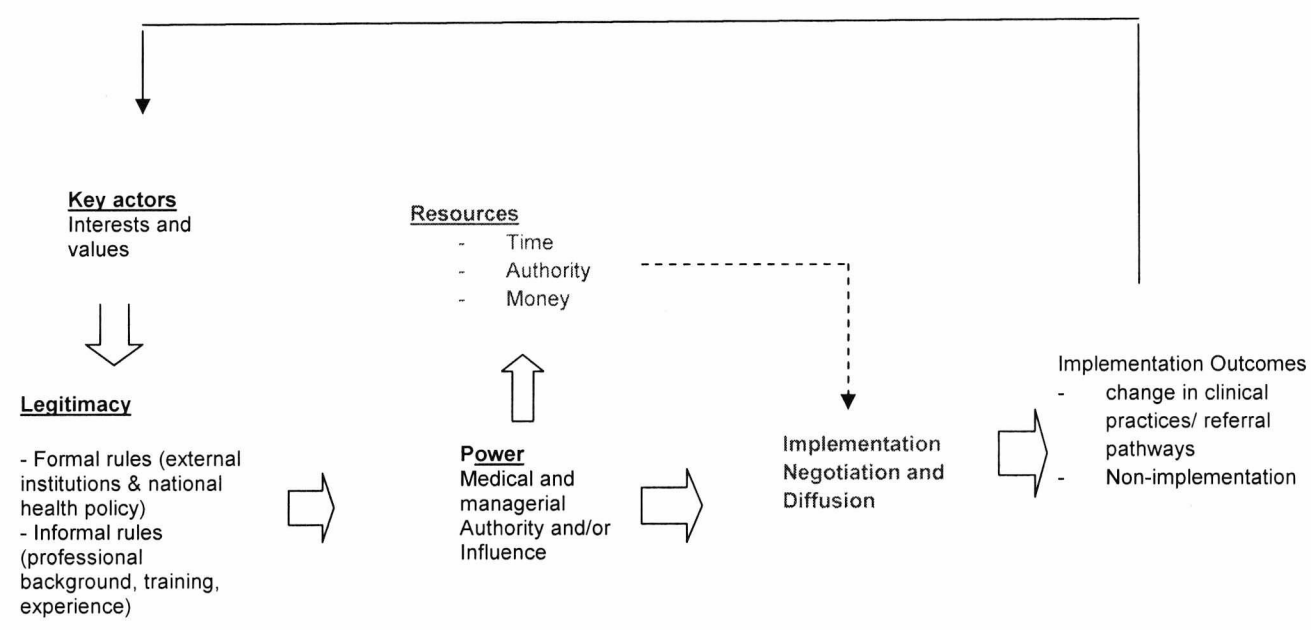 Key actors
Interests and
values
Resources
- Time
- Authority
- Money
Legitimacy
- Formal rules (external
institutions & national
health policy)
- Informal rules
(professional
background, training,
experience)
Power
Medical and
managerial
Authority and/or
Influence
Implementation
Negotiation and
Diffusion
Implementation Outcomes
- change in clinical
practices/ referral
pathways
- Non-implementation